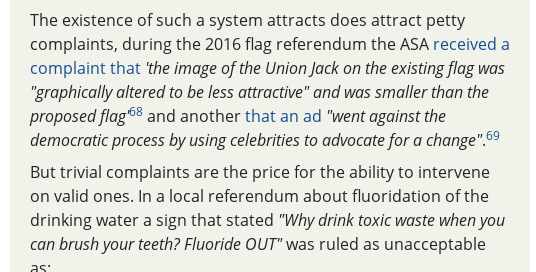 The existence of such a system attracts does attract petty
complaints, during the 2016 flag referendum the ASA received a
complaint that 'the image of the Union Jack on the existing flag was
"graphically altered to be less attractive" and was smaller than the
proposed flag'68 and another that an ad "went against the
democratic process by using celebrities to advocate for a change".69
But trivial complaints are the price for the ability to intervene
on valid ones. In a local referendum about fluoridation of the
drinking water a sign that stated "Why drink toxic waste when you
can brush your teeth? Fluoride OUT" was ruled as unacceptable
as: